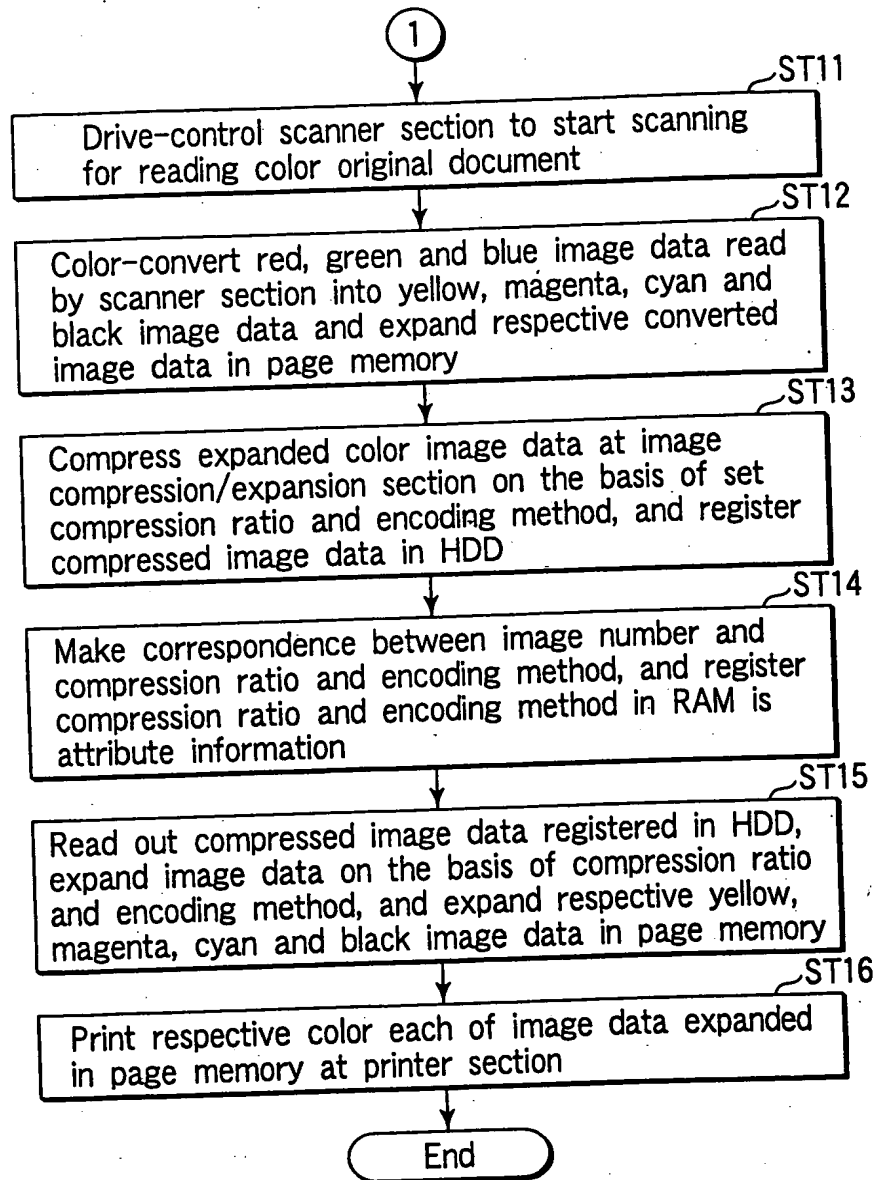 1
ST11
Drive-control scanner section to start scanning
for reading color original document
ST12
Color-convert red, green and blue image data read
by scanner section into yellow, magenta, cyan and
black image data and expand respective converted
image data in page memory
ST13
Compress expanded color image data at image
compression/expansion section on the basis of set
compression ratio and encoding method, and register
compressed image data in HDD
ST14
Make correspondence between image number and
compression ratio and encoding method, and register
compression ratio and encoding method in RAM is
attribute information
ST15
Read out compressed image data registered in HDD,
expand image data on the basis of compression ratio
and encoding method, and expand respective yellow,
magenta, cyan and black image data in page memory
ST16
Print respective color each of image data expanded
in page memory at printer section
End